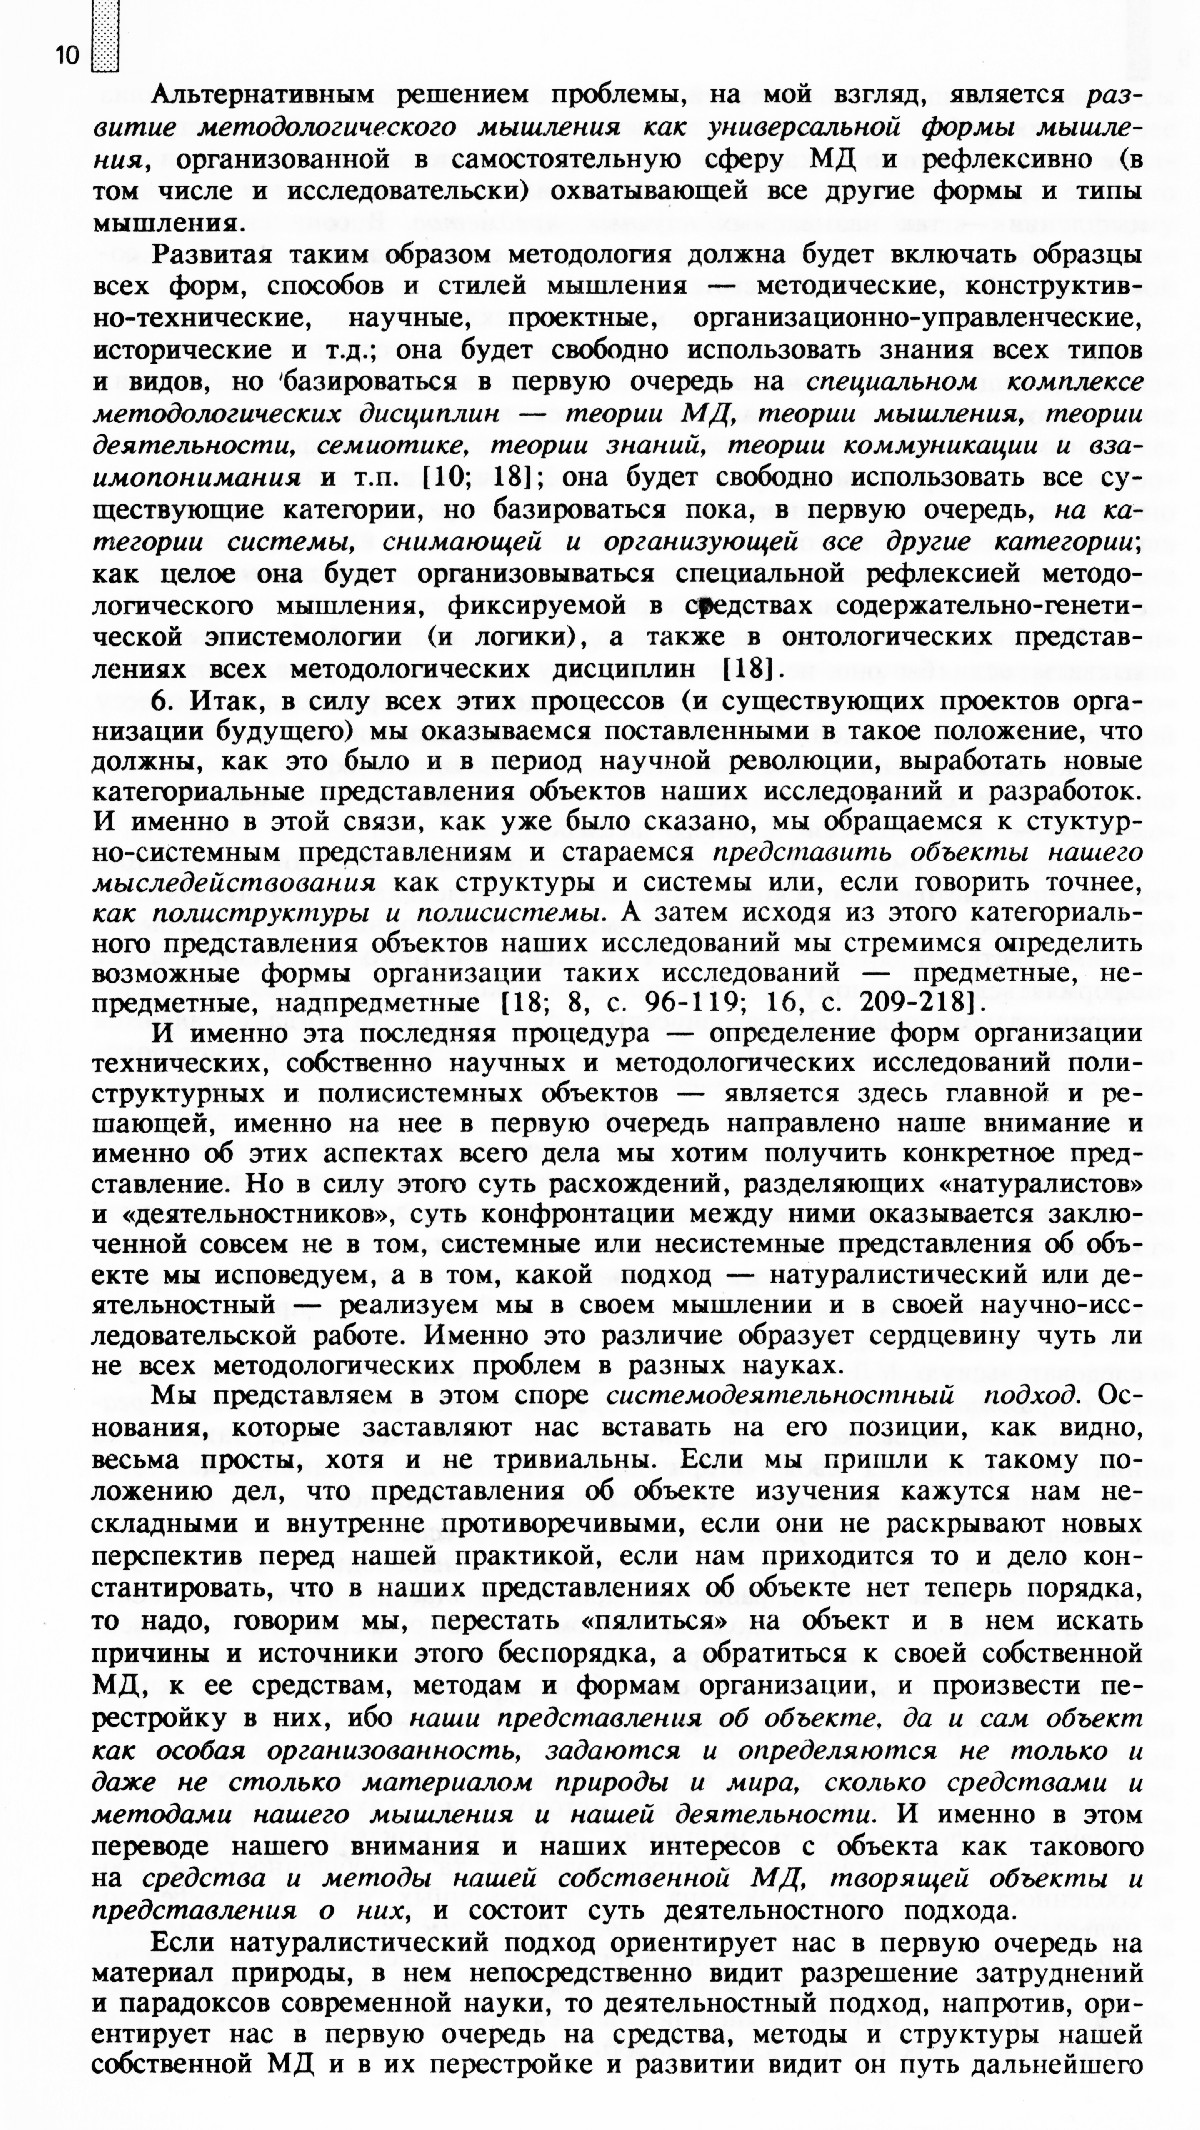 10
Альтернативным решением проблемы, на мой взгляд, является раз-
витие методологического мышления как универсальной формы мышле-
ния, организованной в самостоятельную сферу МД и рефлексивно (в
том числе и исследовательски) охватывающей все другие формы и типы
мышления.
Развитая таким образом методология должна будет включать образцы
всех форм, способов и стилей мышления — методические, конструктив-
но-технические, научные, проектные, организационно-управленческие,
исторические и т.д.; она будет свободно использовать знания всех типов
и видов, но 'базироваться в первую очередь на специальном комплексе
методологических дисциплин — теории МД, теории мышления, теории
деятельности, семиотике, теории знаний, теории коммуникации и вза-
имопонимания и т.п. [10; 18]; она будет свободно использовать все су-
ществующие категории, но базироваться пока, в первую очередь, на ка-
тегории системы, снимающей и организующей все другие категории;
как целое она будет организовываться специальной рефлексией методо-
логического мышления, фиксируемой в средствах содержательно-генети-
ческой эпистемологии (и логики), а также в онтологических представ-
лениях всех методологических дисциплин [18].
6. Итак, в силу всех этих процессов (и существующих проектов орга-
низации будущего) мы оказываемся поставленными в такое положение, что
должны, как это было и в период научной революции, выработать новые
категориальные представления объектов наших исследований и разработок.
И именно в этой связи, как уже было сказано, мы обращаемся к стуктур-
но-системным представлениям и стараемся представить объекты нашего
мыследействования как структуры и системы или, если говорить точнее,
как полиструктуры и полисистемы. А затем исходя из этого категориаль-
ного представления объектов наших исследований мы стремимся определить
возможные формы организации таких исследований — предметные, не-
предметные, надпредметные [18; 8, с. 96-119; 16, с. 209-218].
И именно эта последняя процедура — определение форм организации
технических, собственно научных и методологических исследований поли-
структурных и полисистемных объектов — является здесь главной и ре-
шающей, именно на нее в первую очередь направлено наше внимание и
именно об этих аспектах всего дела мы хотим получить конкретное пред-
ставление. Но в силу этого суть расхождений, разделяющих «натуралистов»
и «деятельностников», суть конфронтации между ними оказывается заклю-
ченной совсем не в том, системные или несистемные представления об объ-
екте мы исповедуем, а в том, какой подход — натуралистический или де-
ятельностный — реализуем мы в своем мышлении и в своей научно-исс-
ледовательской работе. Именно это различие образует сердцевину чуть ли
не всех методологических проблем в разных науках.
Мы представляем в этом споре системодеятельностный подход. Ос-
нования, которые заставляют нас вставать на его позиции, как видно,
весьма просты, хотя и не тривиальны. Если мы пришли к такому по-
ложению дел, что представления об объекте изучения кажутся нам не-
складными и внутренне противоречивыми, если они не раскрывают новых
перспектив перед нашей практикой, если нам приходится то и дело кон-
стантировать, что в наших представлениях об объекте нет теперь порядка,
то надо, говорим мы, перестать «пялиться» на объект и в нем искать
причины и источники этого беспорядка, а обратиться к своей собственной
МД, к ее средствам, методам и формам организации, и произвести пе-
рестройку в них, ибо наши представления об объекте, да и сам объект
как особая организованность, задаются и определяются не только и
даже не столько материалом природы и мира, сколько средствами и
методами нашего мышления и нашей деятельности. И именно в этом
переводе нашего внимания и наших интересов с объекта как такового
на средства и методы нашей собственной МД, творящей объекты и
представления о них, и состоит суть деятельностного подхода.
Если натуралистический подход ориентирует нас в первую очередь на
материал природы, в нем непосредственно видит разрешение затруднений
и парадоксов современной науки, то деятельностный подход, напротив, ори-
ентирует нас в первую очередь на средства, методы и структуры нашей
собственной МД и в их перестройке и развитии видит он путь дальнейшего